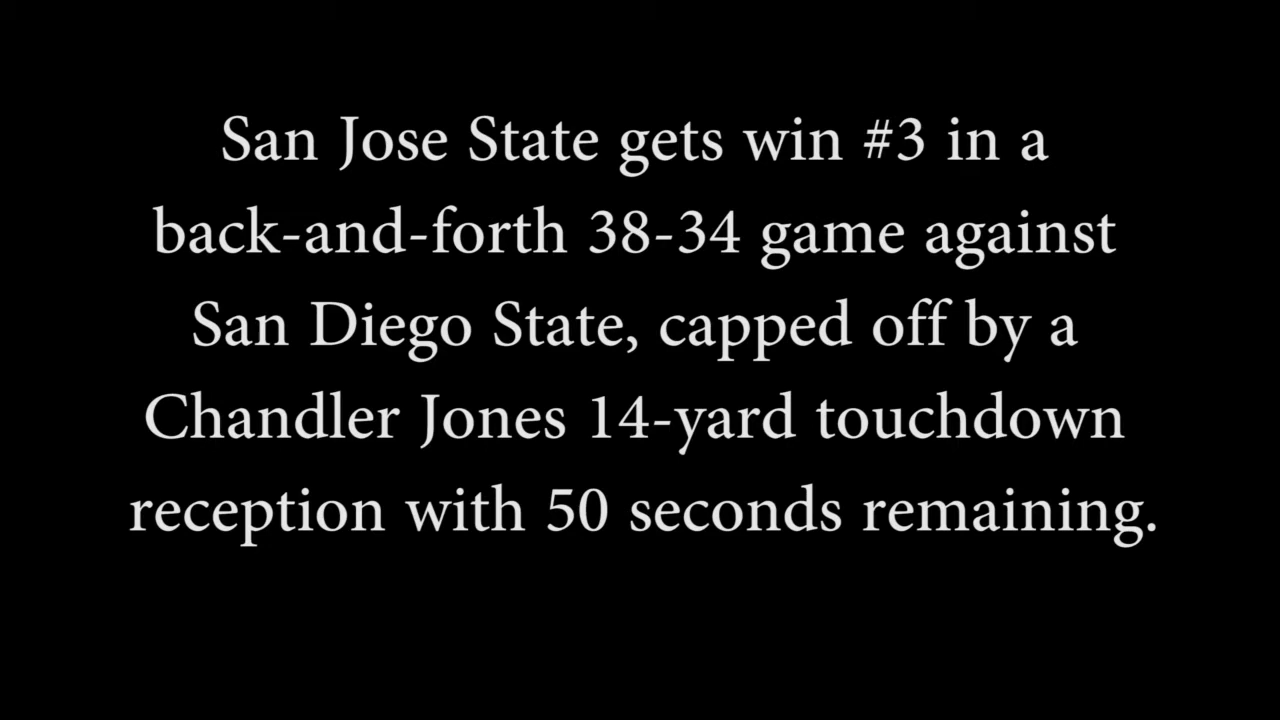 San Jose State gets win #3 in a
back-and-forth 38-34 game against
San Diego State, capped off by a
Chandler Jones 14-yard touchdown
reception with 50 seconds remaining.